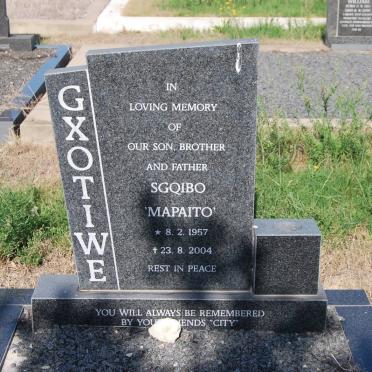 GXOTIWE
IN
LOVING MEMORY
OF
OUR SON, BROTHER
AND FATHER
SGQIBO
'MAPAITO'
* 8. 2. 1957
† 23. 8. 2004
REST IN PEACE
YOU WILL ALWAYS BE REMEMBERED
BY YOUR FRIENDS "CITY"